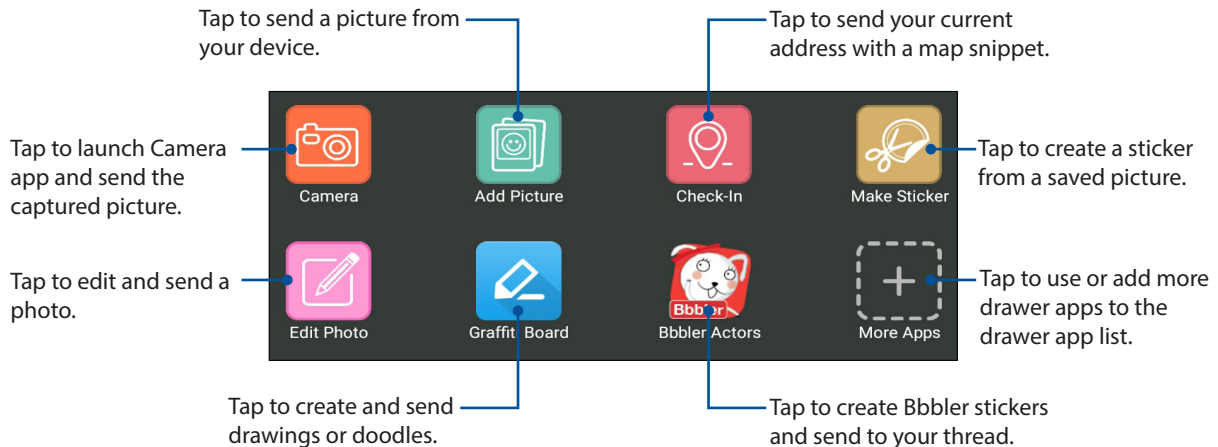 Tap to send a picture from
your device.
Tap to send your current
address with a map snippet.
Tap to launch Camera
app and send the
captured picture.
Camera
Add Picture
Check-In
Make Sticker
Tap to create a sticker
from a saved picture.
Tap to edit and send a
photo.
Edit Photo
Graffiti Board
Bbbler
Bbbler Actors
More Apps
Tap to use or add more
drawer apps to the
drawer app list.
Tap to create and send
drawings or doodles.
Tap to create Bbbler stickers
and send to your thread.